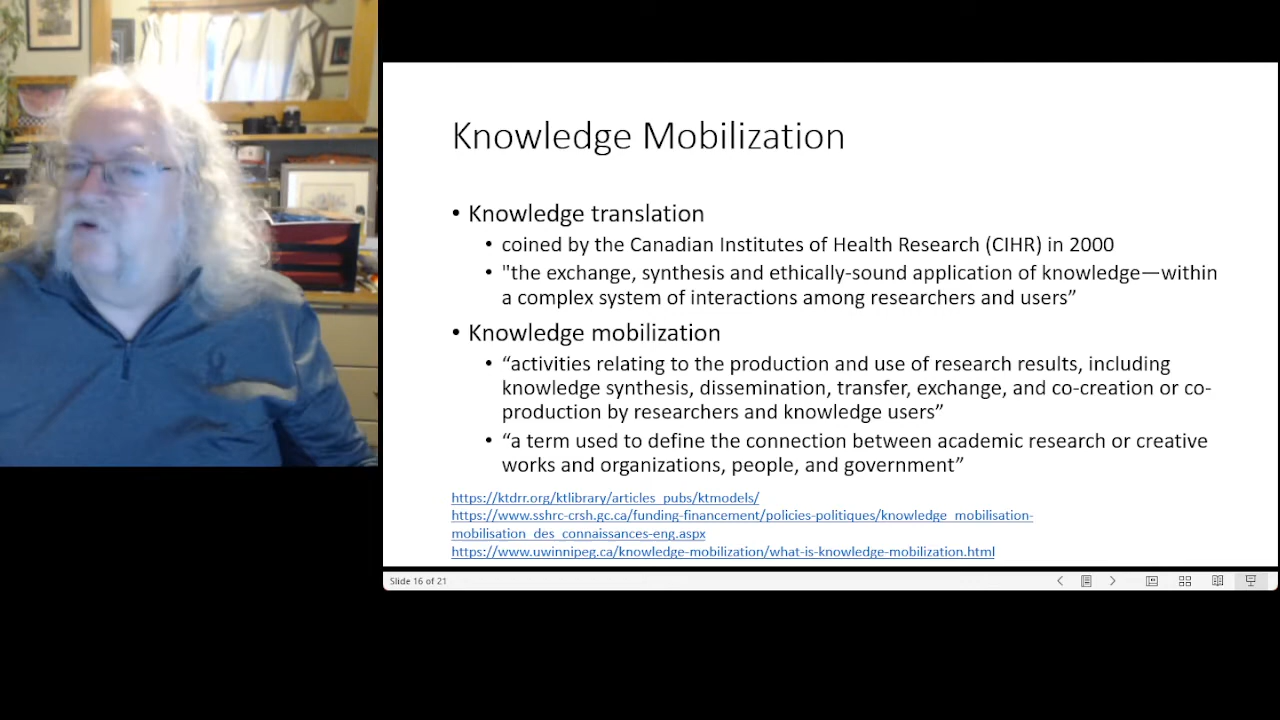 Knowledge Mobilization
• Knowledge translation
• coined by the Canadian Institutes of Health Research (CIHR) in 2000
• "the exchange, synthesis and ethically-sound application of knowledge—within
a complex system of interactions among researchers and users”
• Knowledge mobilization
• “activities relating to the production and use of research results, including
knowledge synthesis, dissemination, transfer, exchange, and co-creation or co-
production by researchers and knowledge users”
• “a term used to define the connection between academic research or creative
works and organizations, people, and government”
https://ktdrr.org/ktlibrary/articles_pubs/ktmodels/
https://www.sshrc-crsh.gc.ca/funding-financement/policies-politiques/knowledge_mobilisation-
mobilisation_des_connaissances-eng.aspx
https://www.uwinnipeg.ca/knowledge-mobilization/what-is-knowledge-mobilization.html
Slide 16 of 21